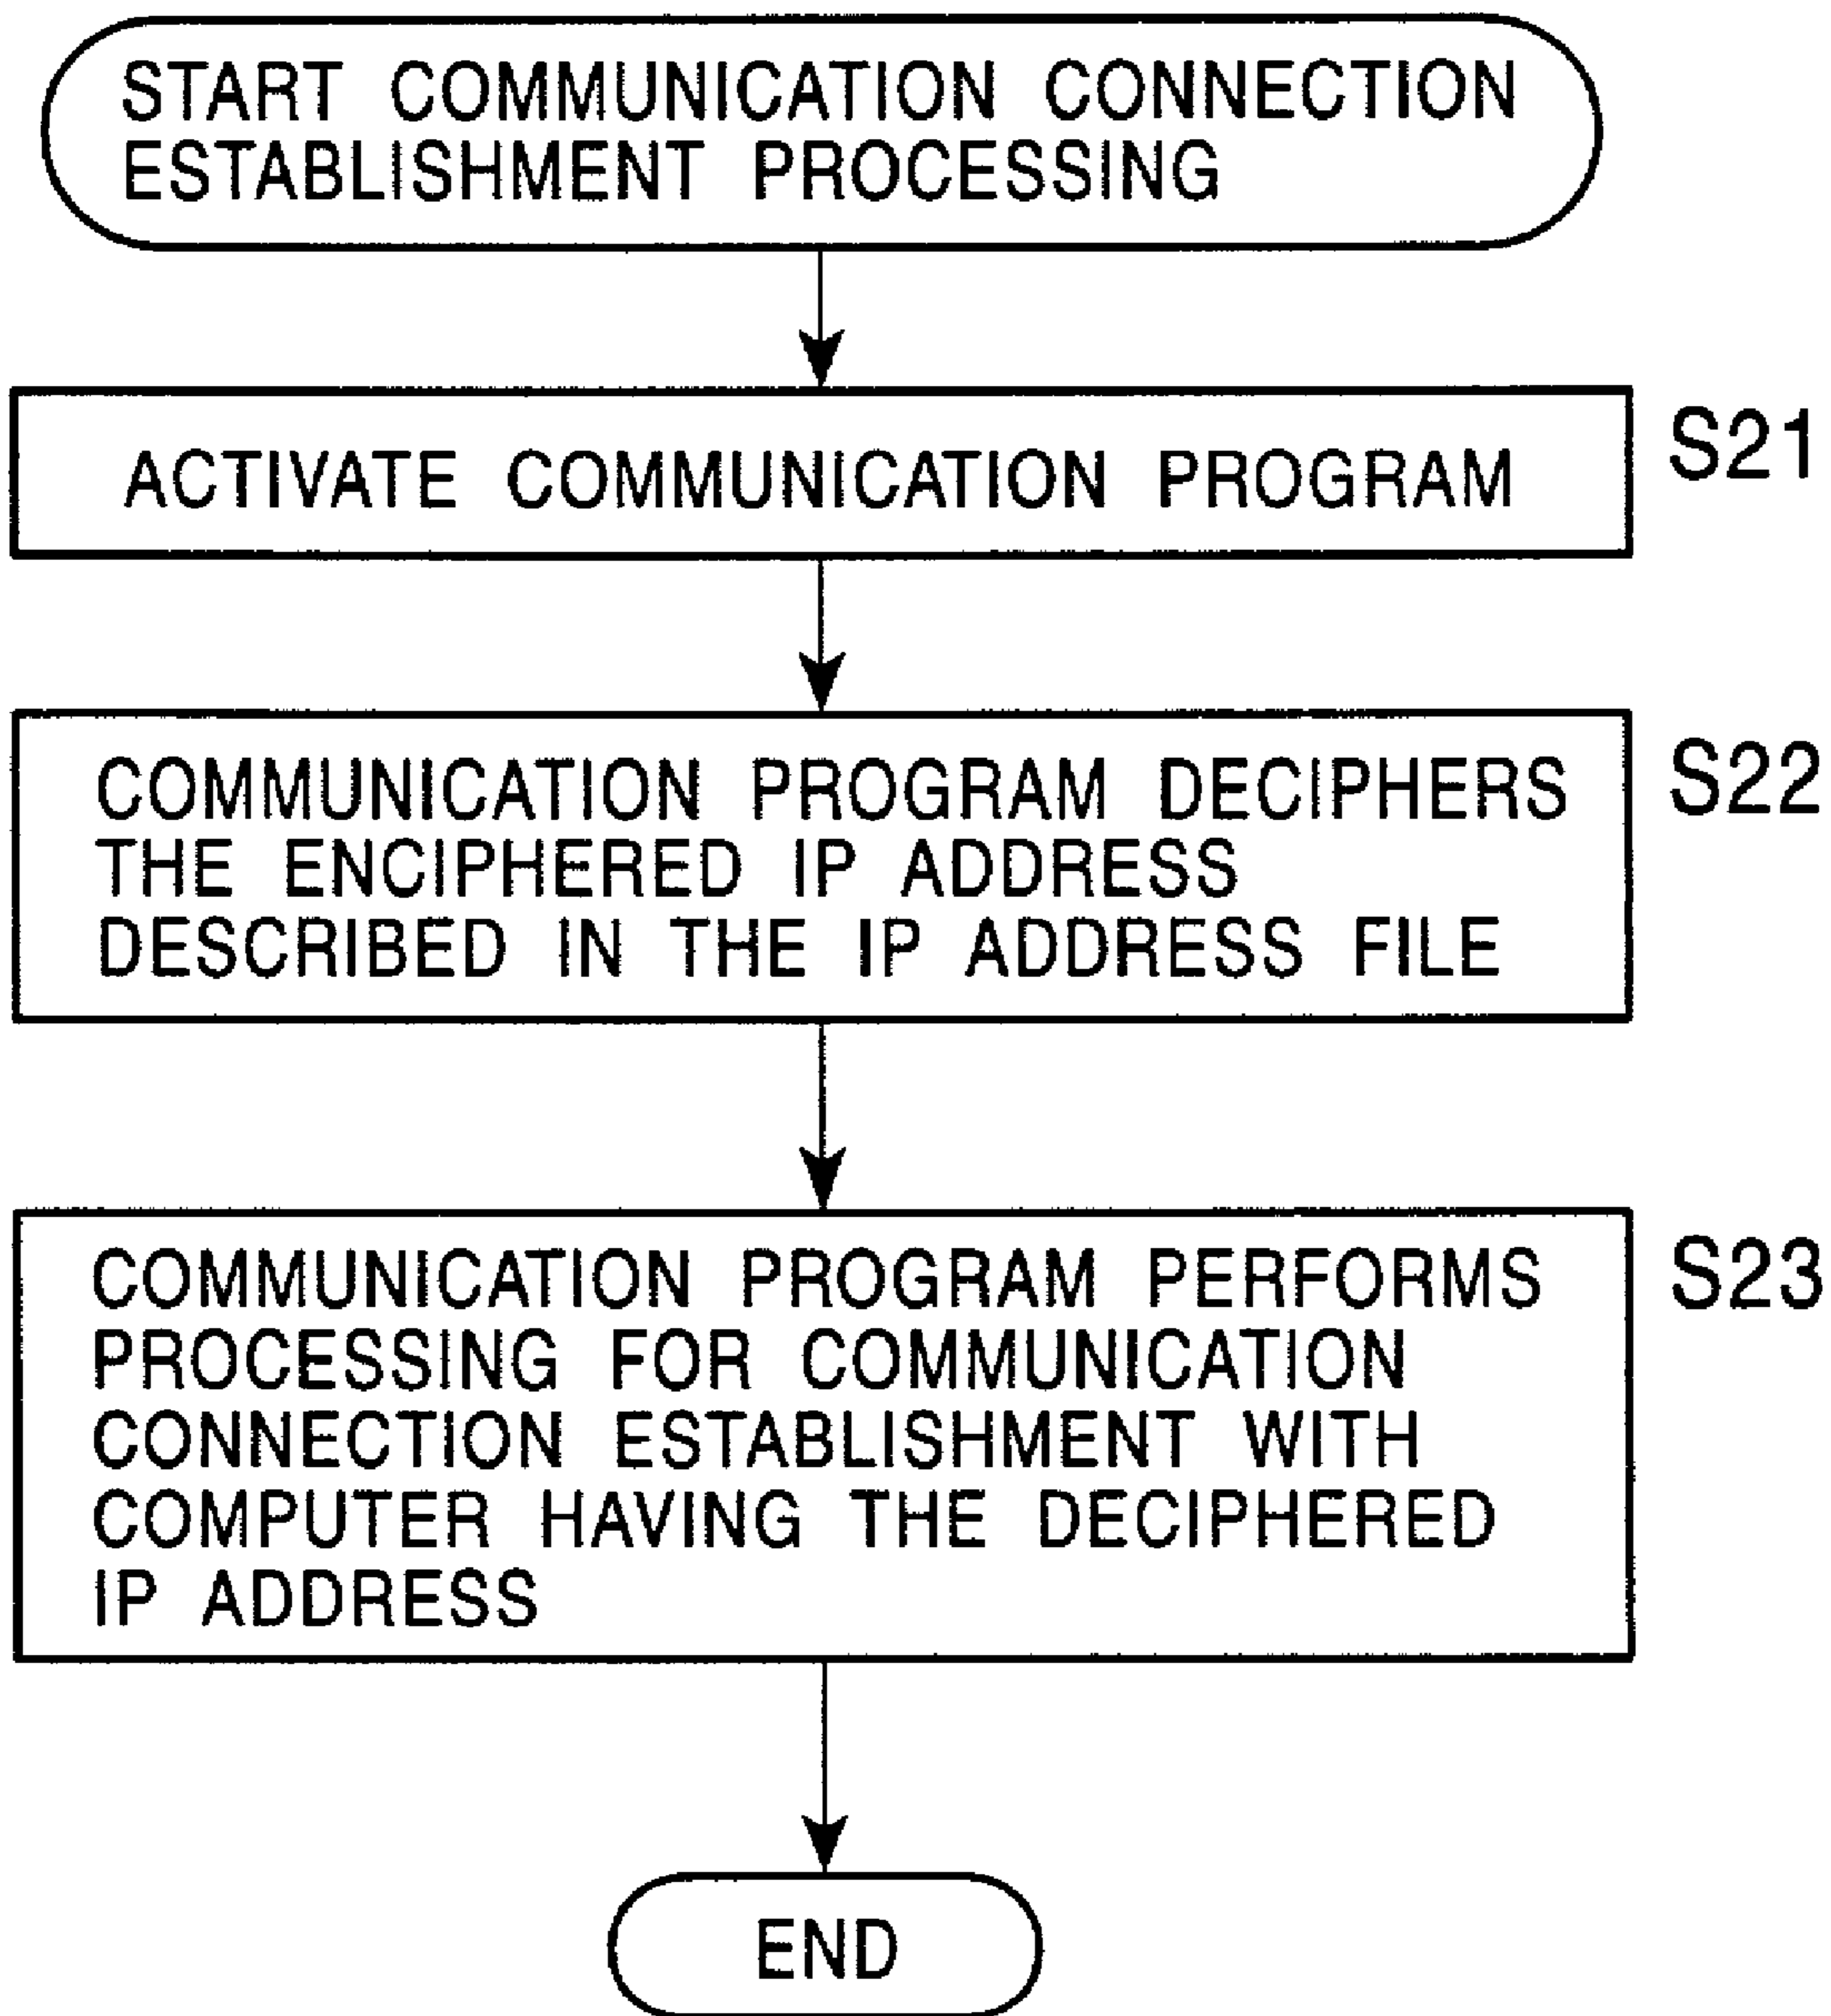 START COMMUNICATION CONNECTION
ESTABLISHMENT PROCESSING
ACTIVATE COMMUNICATION PROGRAM
S21
COMMUNICATION PROGRAM DECIPHERS
THE ENCIPHERED IP ADDRESS
DESCRIBED IN THE IP ADDRESS FILE
S22
COMMUNICATION PROGRAM PERFORMS
PROCESSING FOR COMMUNICATION
CONNECTION ESTABLISHMENT WITH
COMPUTER HAVING THE DECIPHERED
IP ADDRESS
S23
END